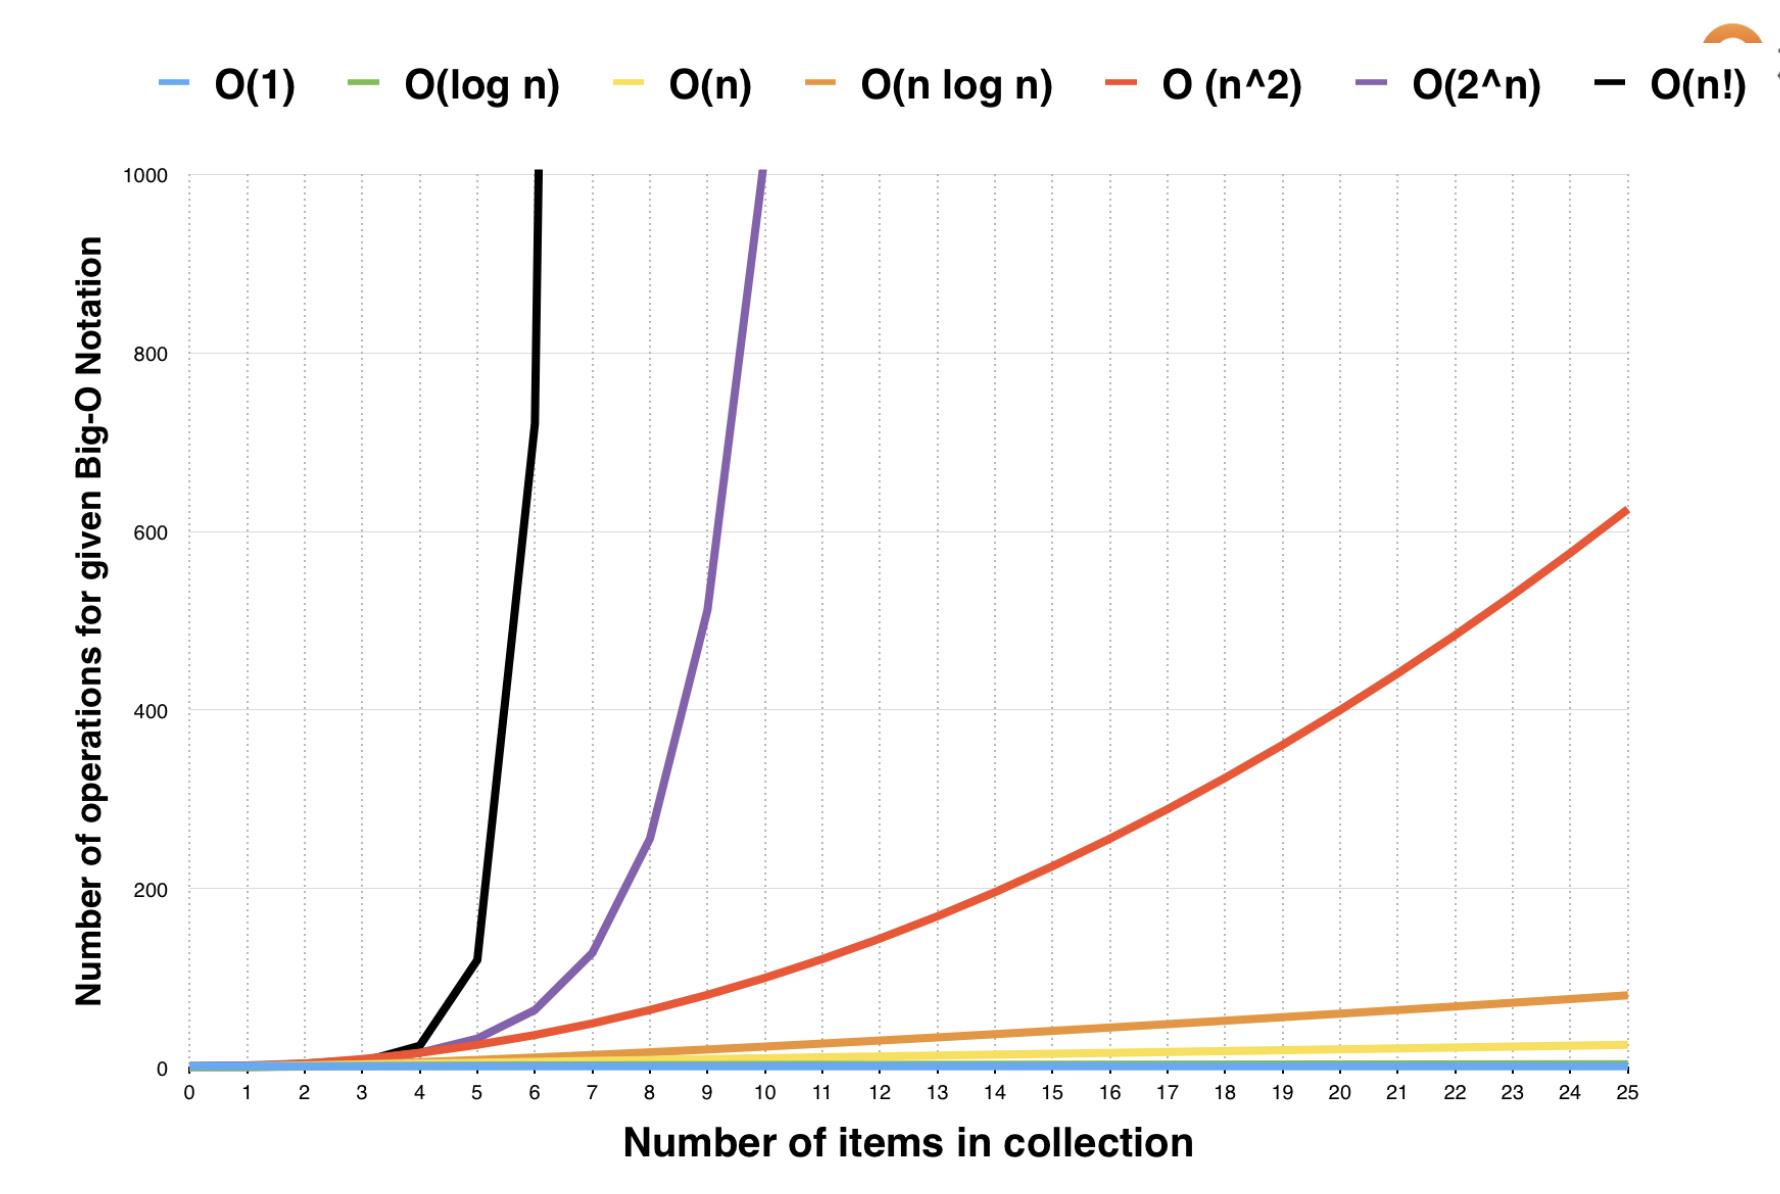 O(1) O(log n) O(n) O(n log n) O (n^2) O(2^n) O(n!)
1000
800
600
400
200
0
Number of operations for given Big-O Notation
0 1 2 3 4 5 6 7 8 9 10 11 12 13 14 15 16 17 18 19 20 21 22 23 24 25
Number of items in collection